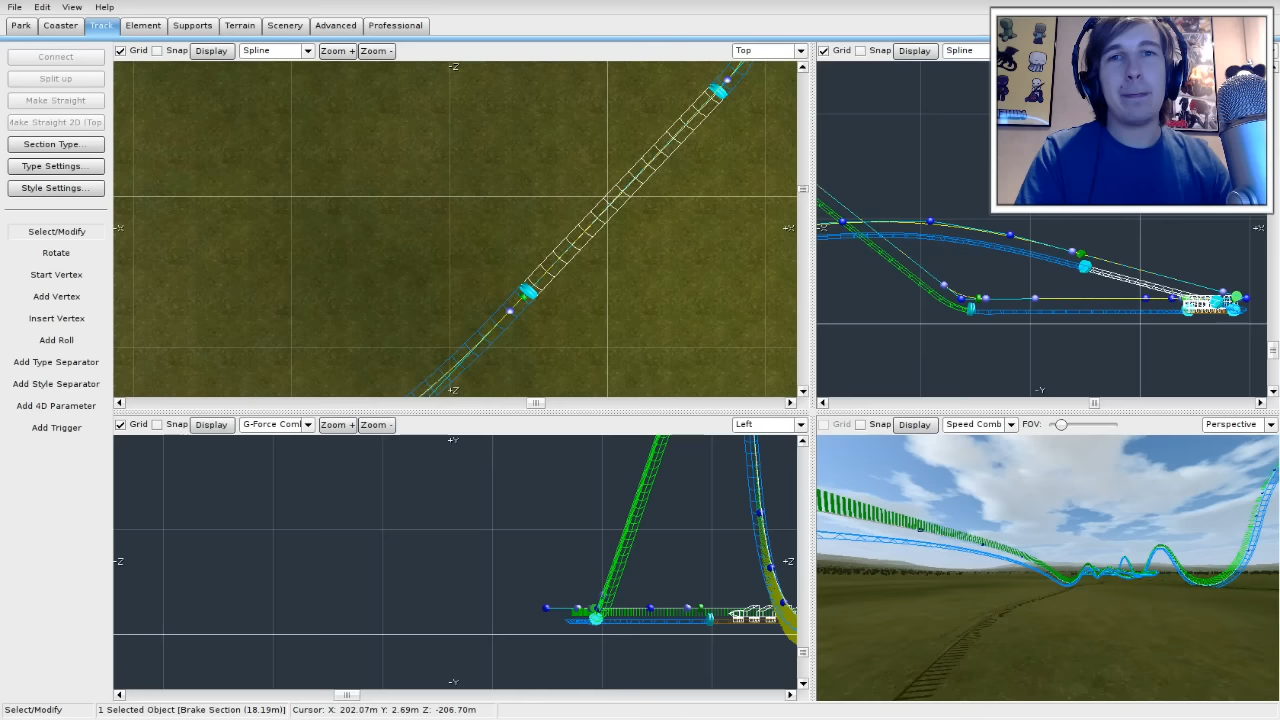 File Edit View Help
Park Coaster Track Element Supports Terrain Scenery Advanced Professional
Grid Snap Display Spline Zoom + Zoom - Top
Grid Snap Display Spline
Connect
Split up
Make Straight
Make Straight 2D (Top
Section Type...
Type Settings...
Style Settings...
Select/Modify
Rotate
Start Vertex
Add Vertex
Insert Vertex
Add Roll
Add Type Separator
Add Style Separator
Add 4D Parameter
Add Trigger
-Z
-X
+Z
-X
+X
-Y
Grid Snap Display G-Force Coml Zoom + Zoom - Left
Grid Snap Display Speed Comb FOV: Perspective
+Y
-Z
+Z
-Y
Select/Modify 1 Selected Object [Brake Section (18.19m)] Cursor: X: 202.07m Y: 2.69m Z: -206.70m